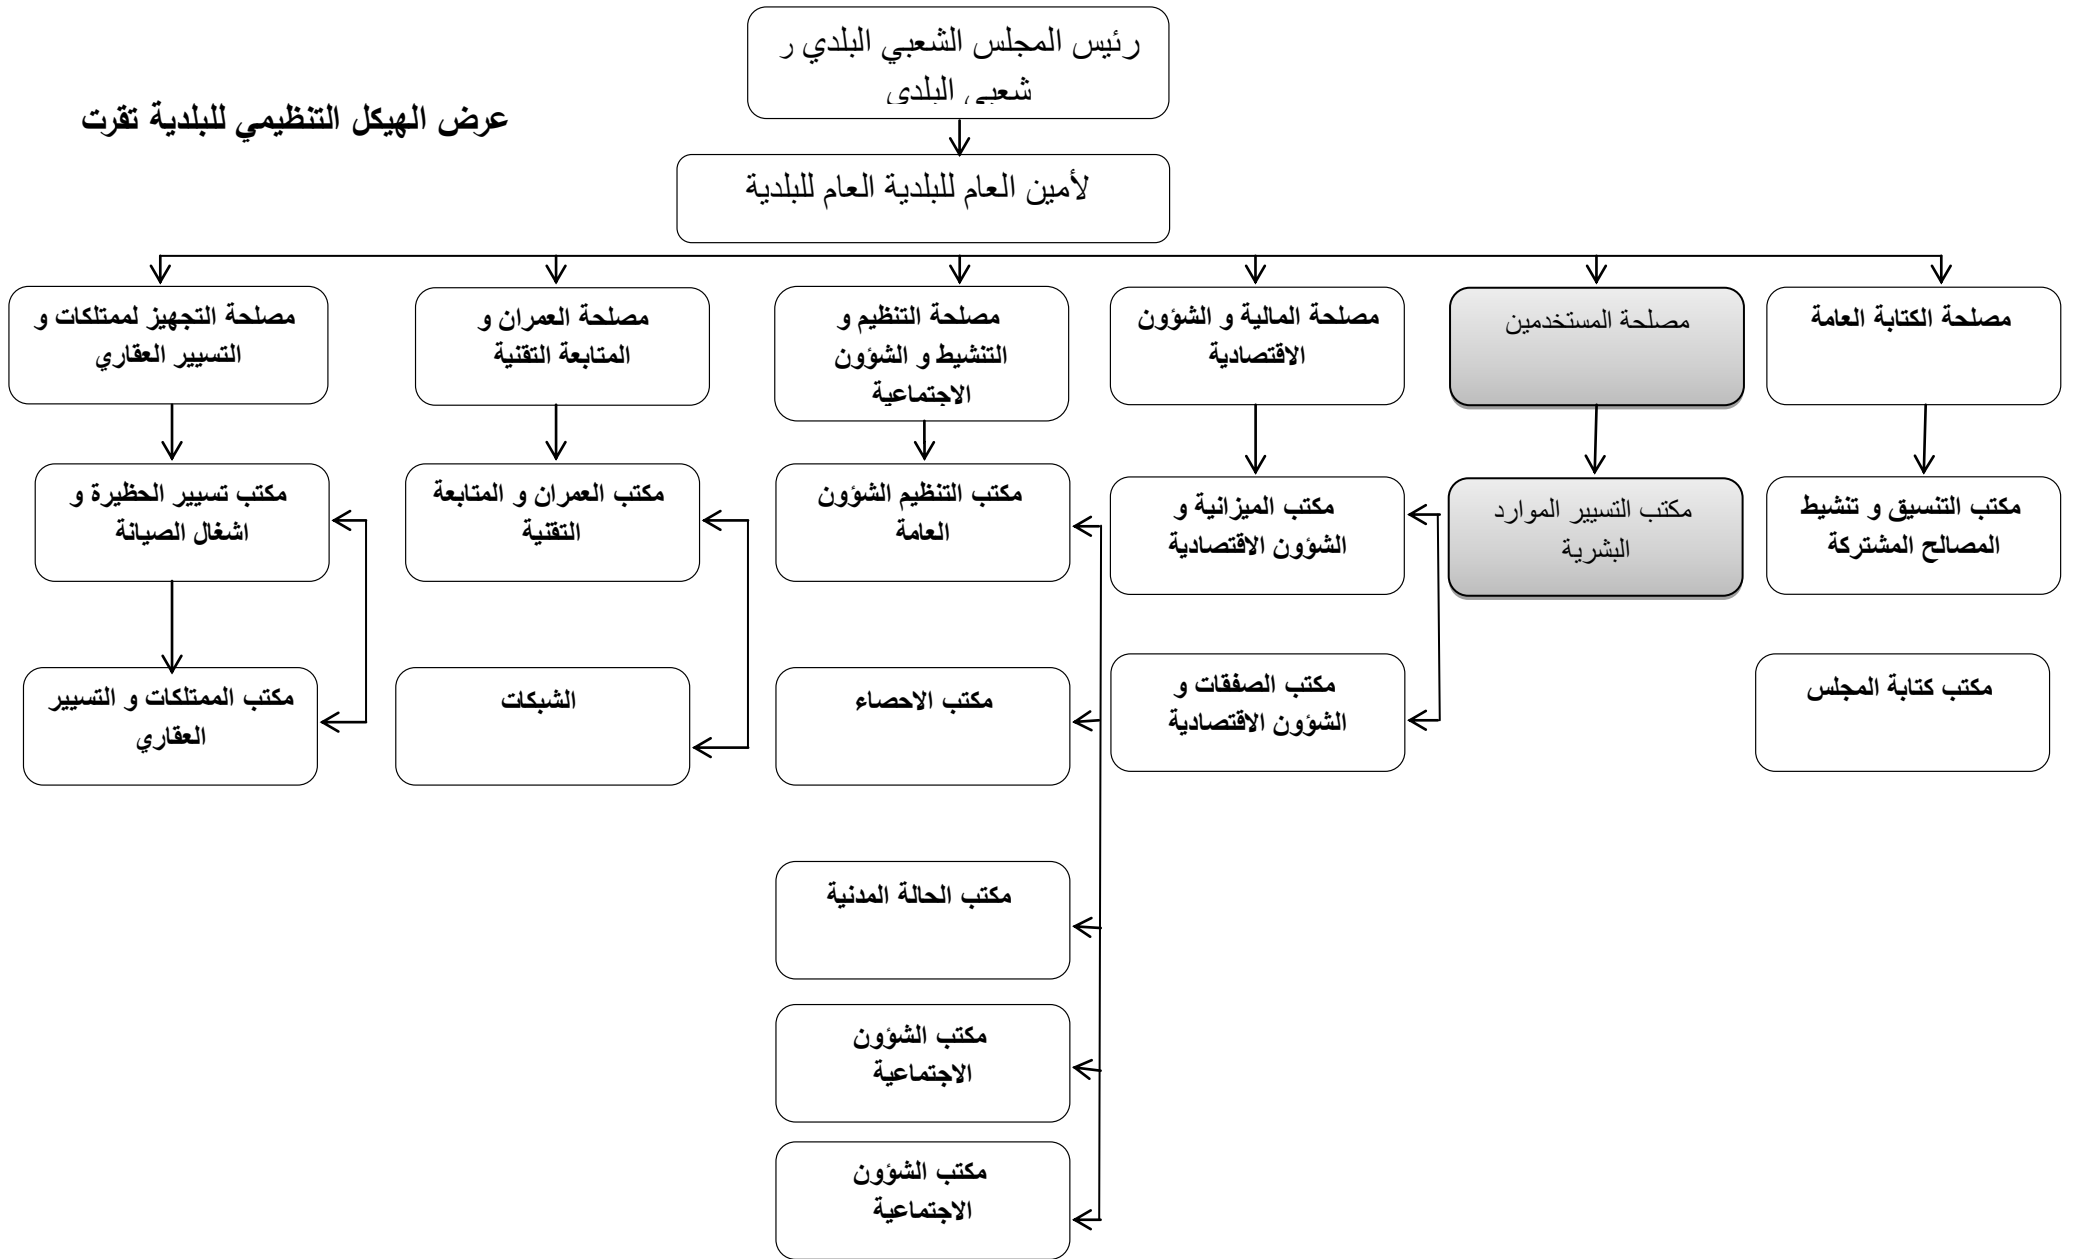 رئيس المجلس الشعبي البلدي ر
شعبي البلدي
عرض الهيكل التنظيمي للبلدية تقرت
لأمين العام للبلدية العام للبلدية
مصلحة الكتابة العامة
مصلحة المستخدمين
مصلحة المالية و الشؤون
الاقتصادية
مصلحة التنظيم و
التنشيط و الشؤون
الاجتماعية
مصلحة العمران و
المتابعة التقنية
مصلحة التجهيز لممتلكات و
التسيير العقاري
مكتب التنسيق و تنشيط
المصالح المشتركة
مكتب التسيير الموارد
البشرية
مكتب الميزانية و
الشؤون الاقتصادية
مكتب التنظيم الشؤون
العامة
مكتب العمران و المتابعة
التقنية
مكتب تسيير الحظيرة و
اشغال الصيانة
مكتب كتابة المجلس
مكتب الصفقات و
الشؤون الاقتصادية
مكتب الاحصاء
الشبكات
مكتب الممتلكات و التسيير
العقاري
مكتب الحالة المدنية
مكتب الشؤون
الاجتماعية
مكتب الشؤون
الاجتماعية